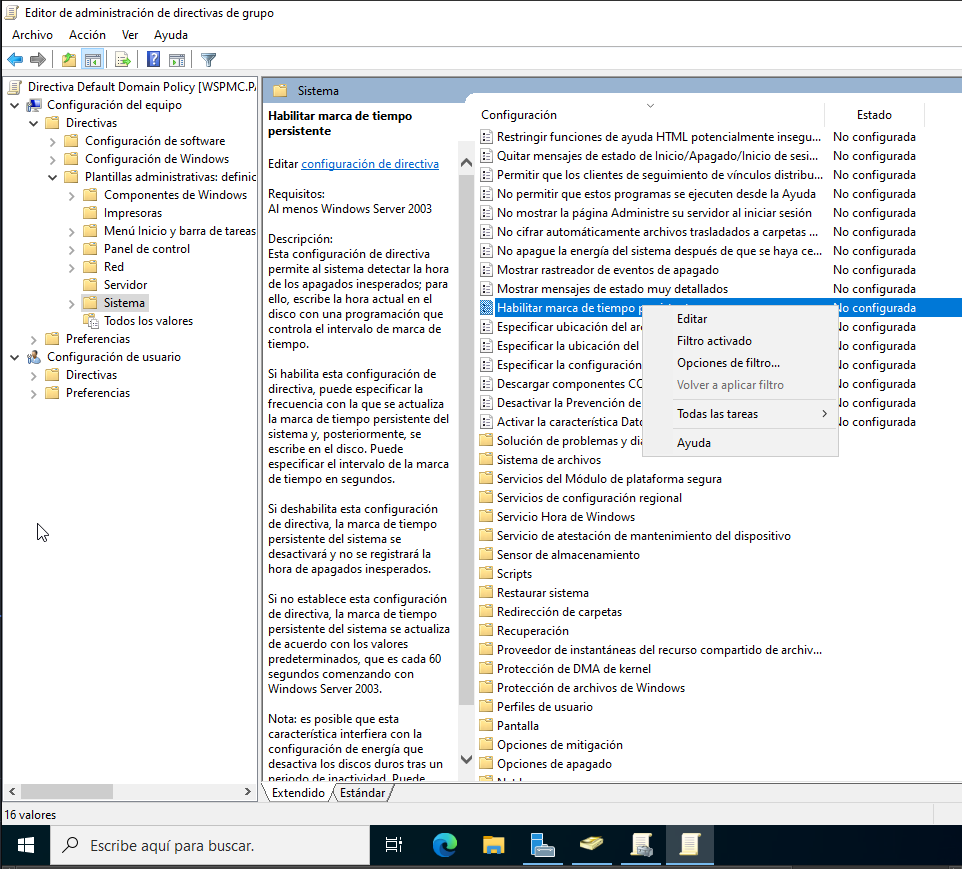 Editor de administración de directivas de grupo
Archivo Acción Ver Ayuda
Directiva Default Domain Policy [WSPMC.PA
Configuración del equipo
Directivas
Configuración de software
Configuración de Windows
Plantillas administrativas: definic
Componentes de Windows
Impresoras
Menú Inicio y barra de tareas
Panel de control
Red
Servidor
Sistema
Todos los valores
Preferencias
Configuración de usuario
Directivas
Preferencias
Sistema
Habilitar marca de tiempo
persistente
Editar configuración de directiva
Requisitos:
Al menos Windows Server 2003
Descripción:
Esta configuración de directiva
permite al sistema detectar la hora
de los apagados inesperados; para
ello, escribe la hora actual en el
disco con una programación que
controla el intervalo de marca de
tiempo.
Si habilita esta configuración de
directiva, puede especificar la
frecuencia con la que se actualiza
la marca de tiempo persistente del
sistema y, posteriormente, se
escribe en el disco. Puede
especificar el intervalo de la marca
de tiempo en segundos.
Si deshabilita esta configuración
de directiva, la marca de tiempo
persistente del sistema se
desactivará y no se registrará la
hora de apagados inesperados.
Si no establece esta configuración
de directiva, la marca de tiempo
persistente del sistema se actualiza
de acuerdo con los valores
predeterminados, que es cada 60
segundos comenzando con
Windows Server 2003.
Nota: es posible que esta
característica interfiera con la
configuración de energía que
desactiva los discos duros tras un
periodo de inactividad. Puede
Configuración Estado
Restringir funciones de ayuda HTML potencialmente insegu... No configurada
Quitar mensajes de estado de Inicio/Apagado/Inicio de sesi... No configurada
Permitir que los clientes de seguimiento de vínculos distribu... No configurada
No permitir que estos programas se ejecuten desde la Ayuda No configurada
No mostrar la página Administre su servidor al iniciar sesión No configurada
No cifrar automáticamente archivos trasladados a carpetas ... No configurada
No apague la energía del sistema después de que se haya ce... No configurada
Mostrar rastreador de eventos de apagado No configurada
Mostrar mensajes de estado muy detallados No configurada
Habilitar marca de tiempo persistente No configurada
Especificar ubicación del ar No configurada
Especificar la ubicación del No configurada
Especificar la configuración No configurada
Descargar componentes CO No configurada
Desactivar la Prevención de No configurada
Activar la característica Dato No configurada
Solución de problemas y dia
Sistema de archivos
Servicios del Módulo de plataforma segura
Servicios de configuración regional
Servicio Hora de Windows
Servicio de atestación de mantenimiento del dispositivo
Sensor de almacenamiento
Scripts
Restaurar sistema
Redirección de carpetas
Recuperación
Proveedor de instantáneas del recurso compartido de archiv...
Protección de DMA de kernel
Protección de archivos de Windows
Perfiles de usuario
Pantalla
Opciones de mitigación
Opciones de apagado
Editar
Filtro activado
Opciones de filtro...
Volver a aplicar filtro
Todas las tareas
Ayuda
Extendido Estándar
16 valores
Escribe aquí para buscar.